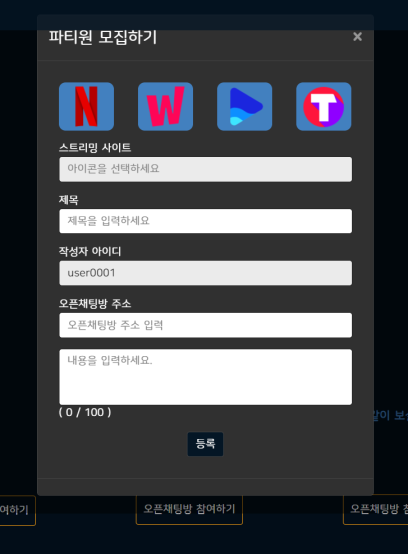 파티원 모집하기
×
N W T
스트리밍 사이트
아이콘을 선택하세요
제목
제목을 입력하세요
작성자 아이디
user0001
오픈채팅방 주소
오픈채팅방 주소 입력
내용을 입력하세요.
( 0 / 100 )
같이 보실
등록
여하기
오픈채팅방 참여하기
오픈채팅방 참